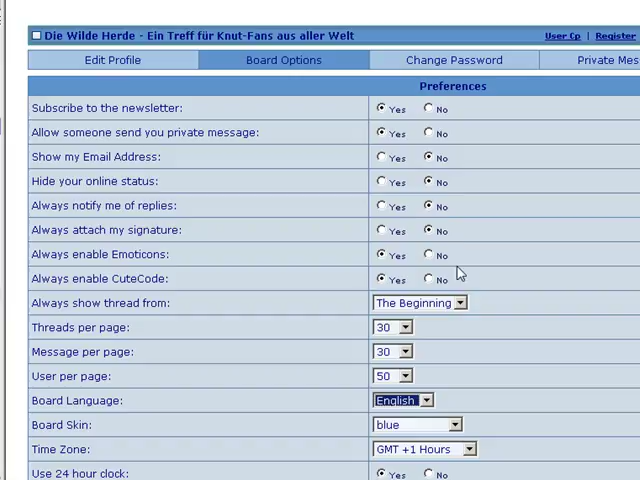 Die Wilde Herde - Ein Treff für Knut-Fans aus aller Welt User Cp | Register
Edit Profile Board Options Change Password Private Mes
Preferences
Subscribe to the newsletter: Yes No
Allow someone send you private message: Yes No
Show my Email Address: Yes No
Hide your online status: Yes No
Always notify me of replies: Yes No
Always attach my signature: Yes No
Always enable Emoticons: Yes No
Always enable CuteCode: Yes No
Always show thread from: The Beginning
Threads per page: 30
Message per page: 30
User per page: 50
Board Language: English
Board Skin: blue
Time Zone: GMT +1 Hours
Use 24 hour clock: Yes No